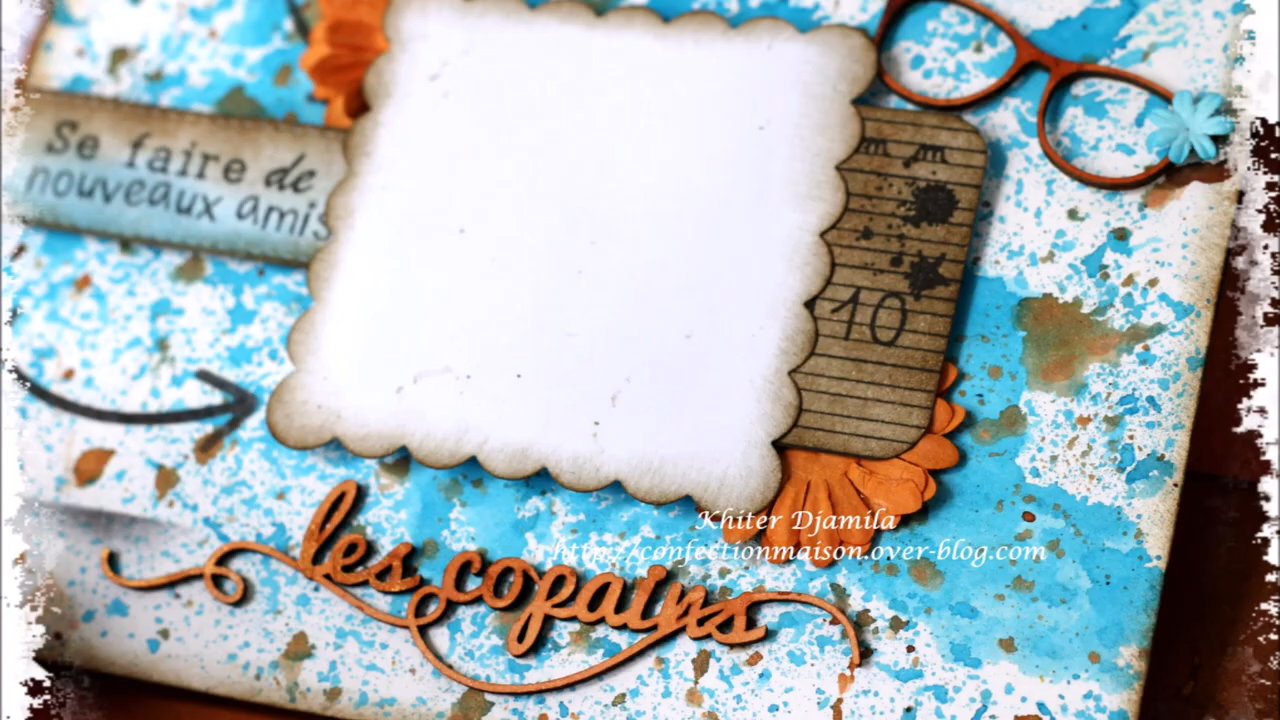 Se faire de
nouveaux amis
10
les copains
Khiter Djamila
http://confectionmaison.over-blog.com